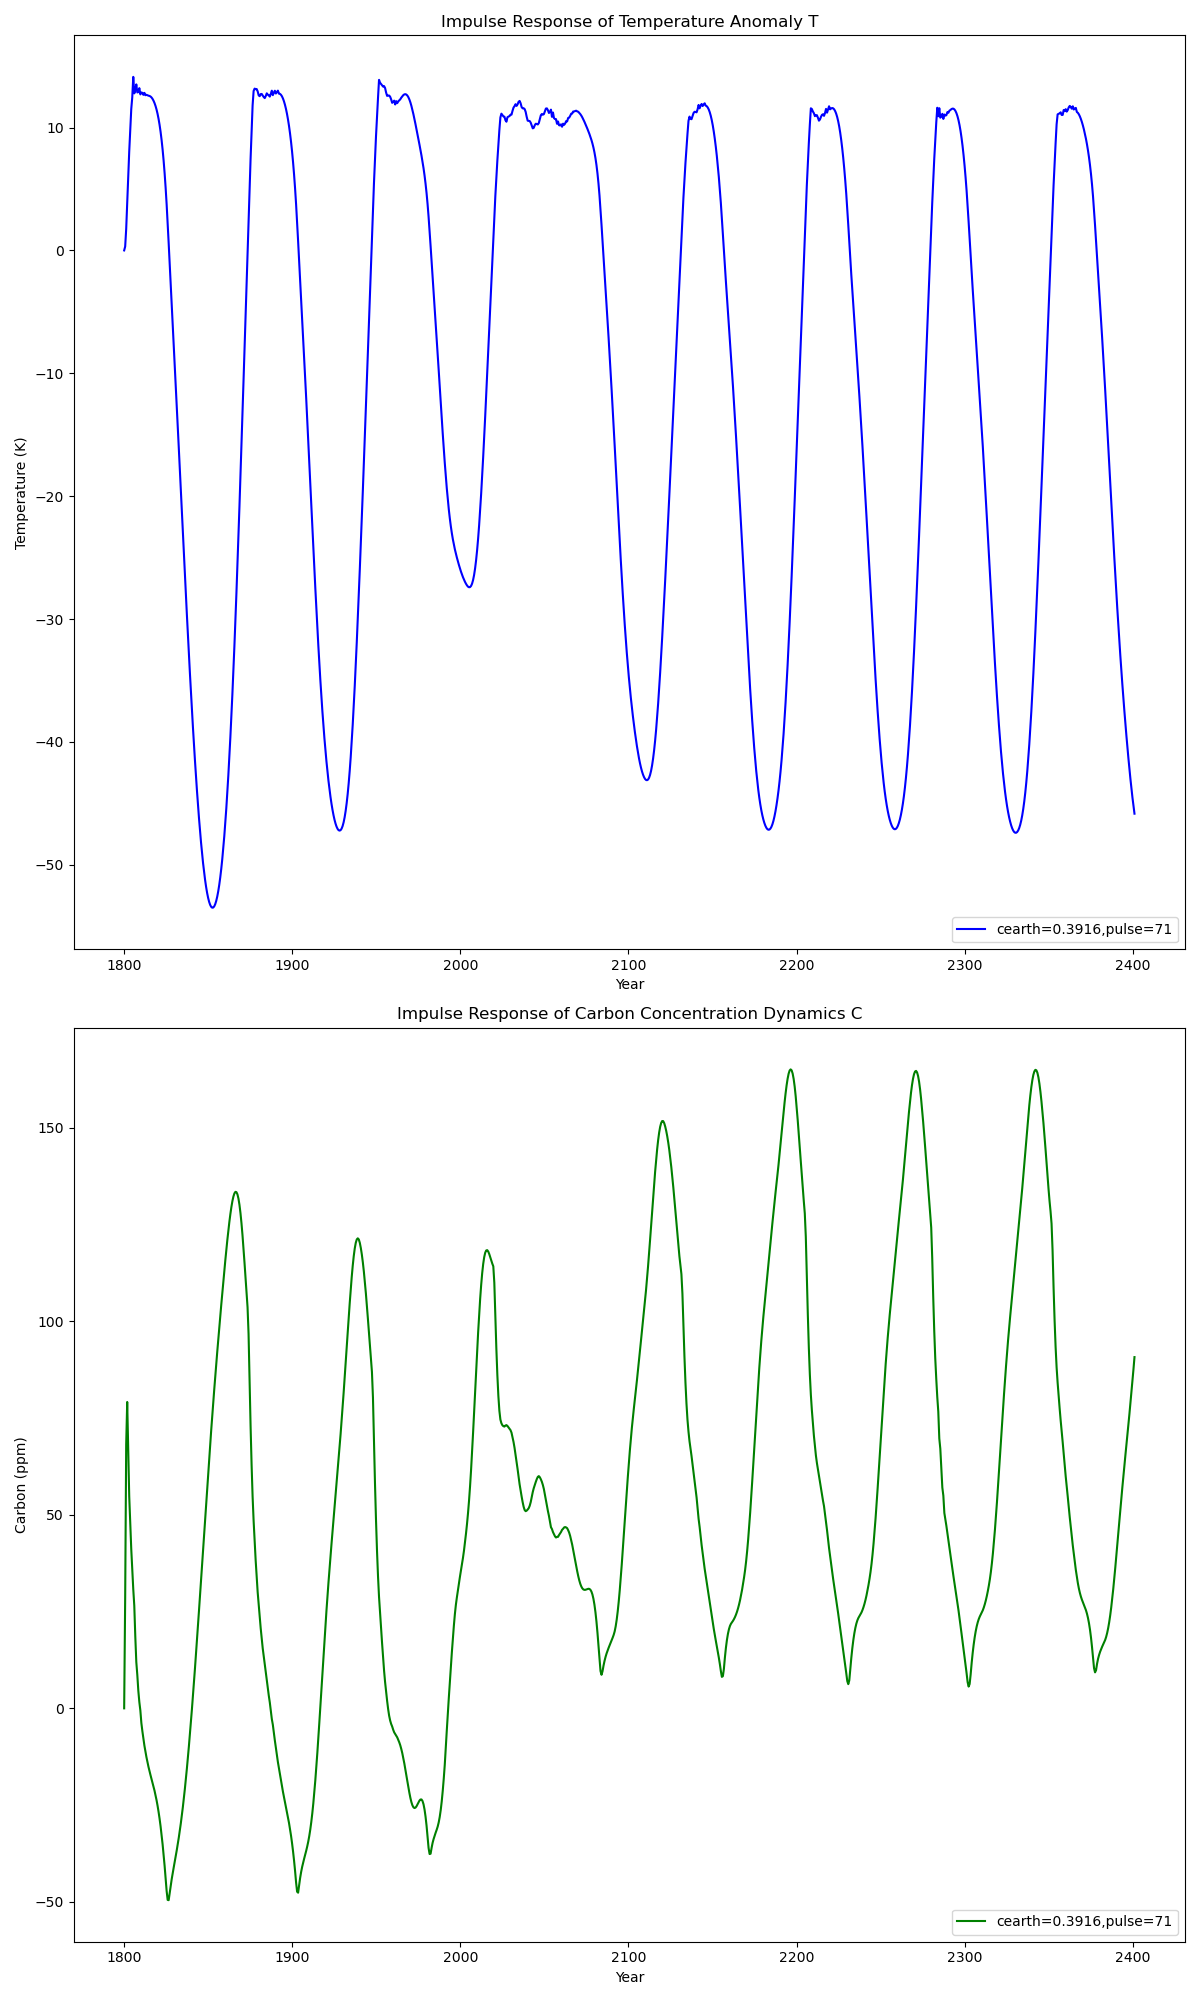 Impulse Response of Temperature Anomaly T
Temperature (K)
10
0
−10
−20
−30
−40
−50
cearth=0.3916,pulse=71
1800 1900 2000 2100 2200 2300 2400
Year
Impulse Response of Carbon Concentration Dynamics C
Carbon (ppm)
150
100
50
0
−50
cearth=0.3916,pulse=71
1800 1900 2000 2100 2200 2300 2400
Year